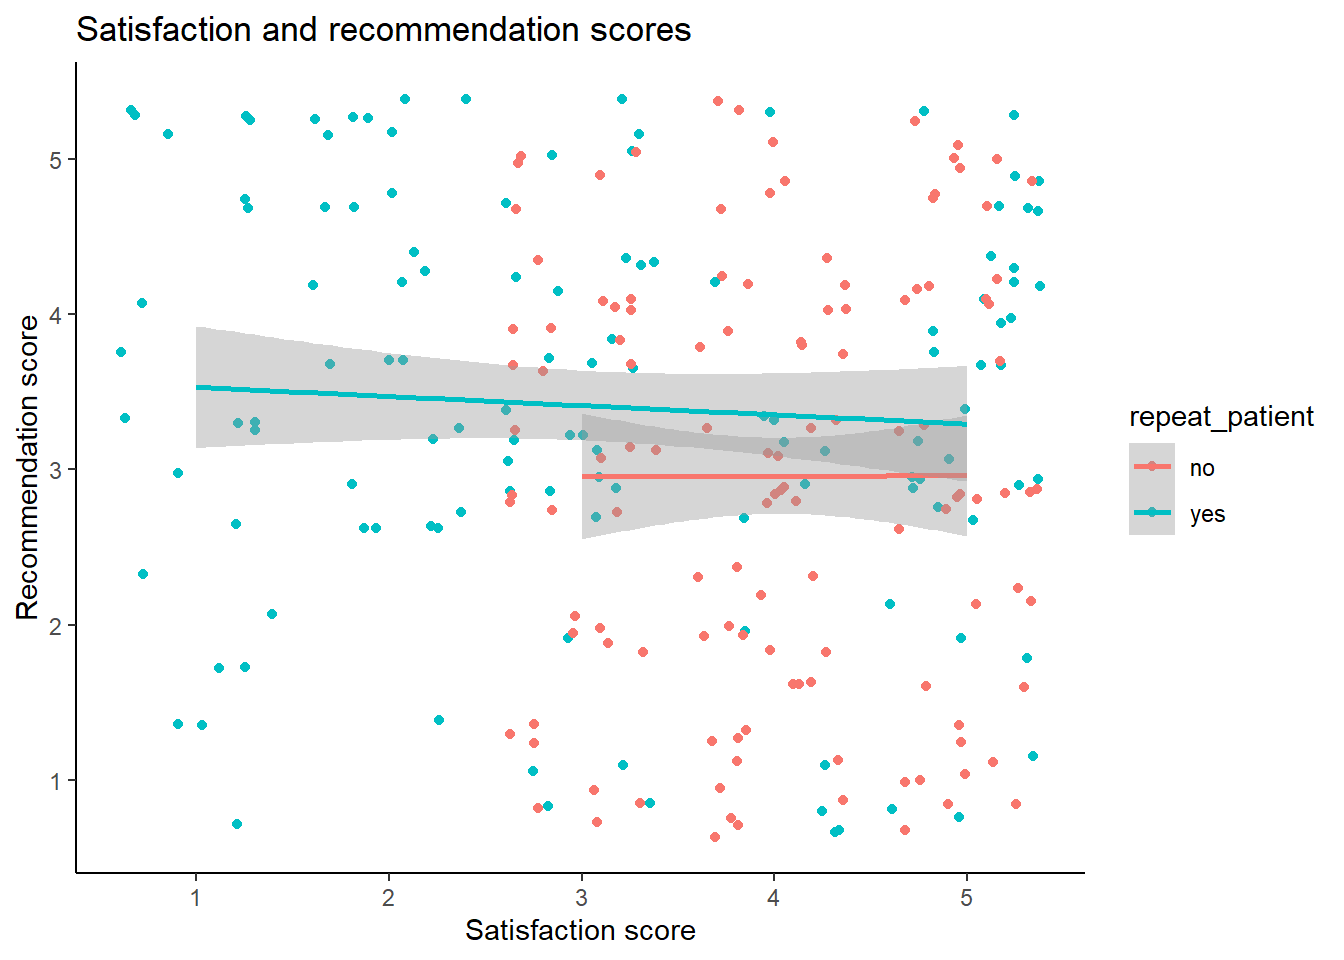 Satisfaction and recommendation scores
Recommendation score
5
4
3
2
1
1 2 3 4 5
Satisfaction score
repeat_patient
no
yes